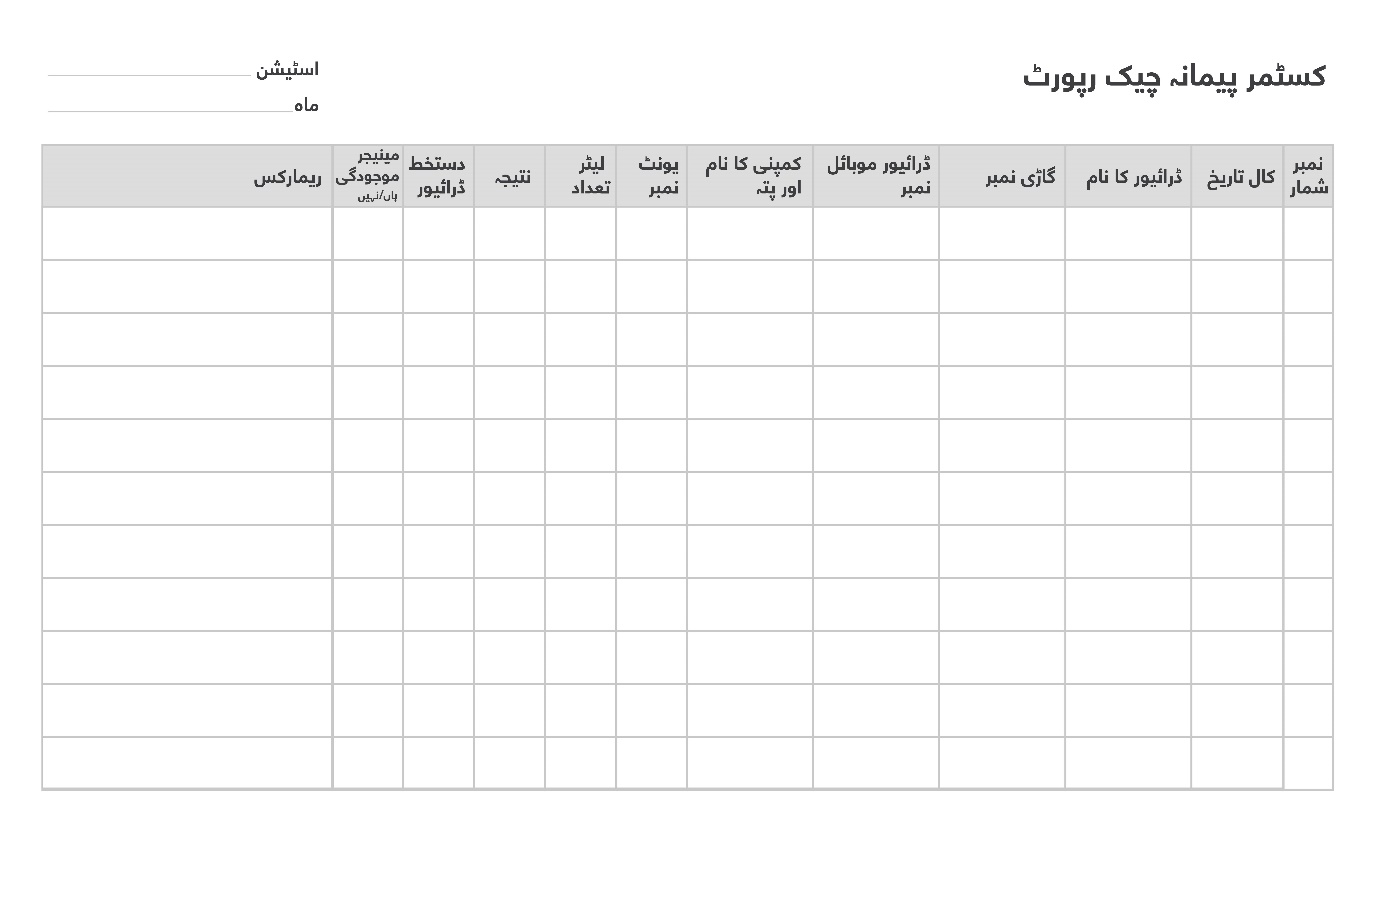 کسٹمر پیمانہ چیک رپورٹ
اسٹیشن
ماہ
نمبر
شمار
کال تاریخ
ڈرائیور کا نام
گاڑی نمبر
ڈرائیور موبائل
نمبر
کمپنی کا نام
اور پتہ
یونٹ
نمبر
لیٹر
تعداد
نتیجہ
دستخط
ڈرائیور
مینیجر
موجودگی
ہاں/نہیں
ریمارکس